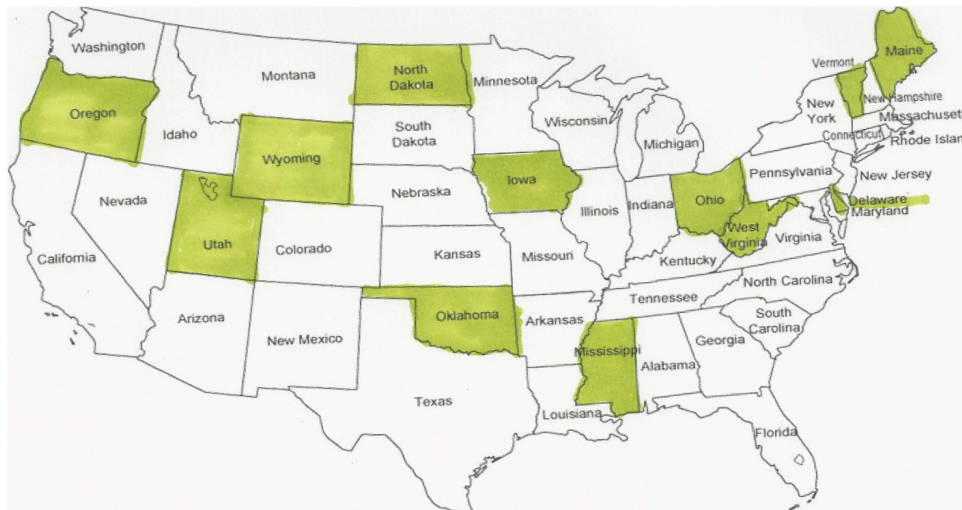 Washington
Montana
North
Dakota
Minnesota
Maine
Vermont
Oregon
Idaho
Wyoming
South
Dakota
Wisconsin
Michigan
New
York
New Hampshire
Massachusett
Connecticut
Rhode Islan
Nevada
Utah
Colorado
Nebraska
Iowa
Illinois
Indiana
Ohio
Pennsylvania
New Jersey
Delaware
Maryland
West
Virginia
Virginia
California
Kansas
Missouri
Kentucky
Arizona
New Mexico
Oklahoma
Arkansas
Tennessee
North Carolina
South
Carolina
Texas
Louisiana
Mississippi
Alabama
Georgia
Florida